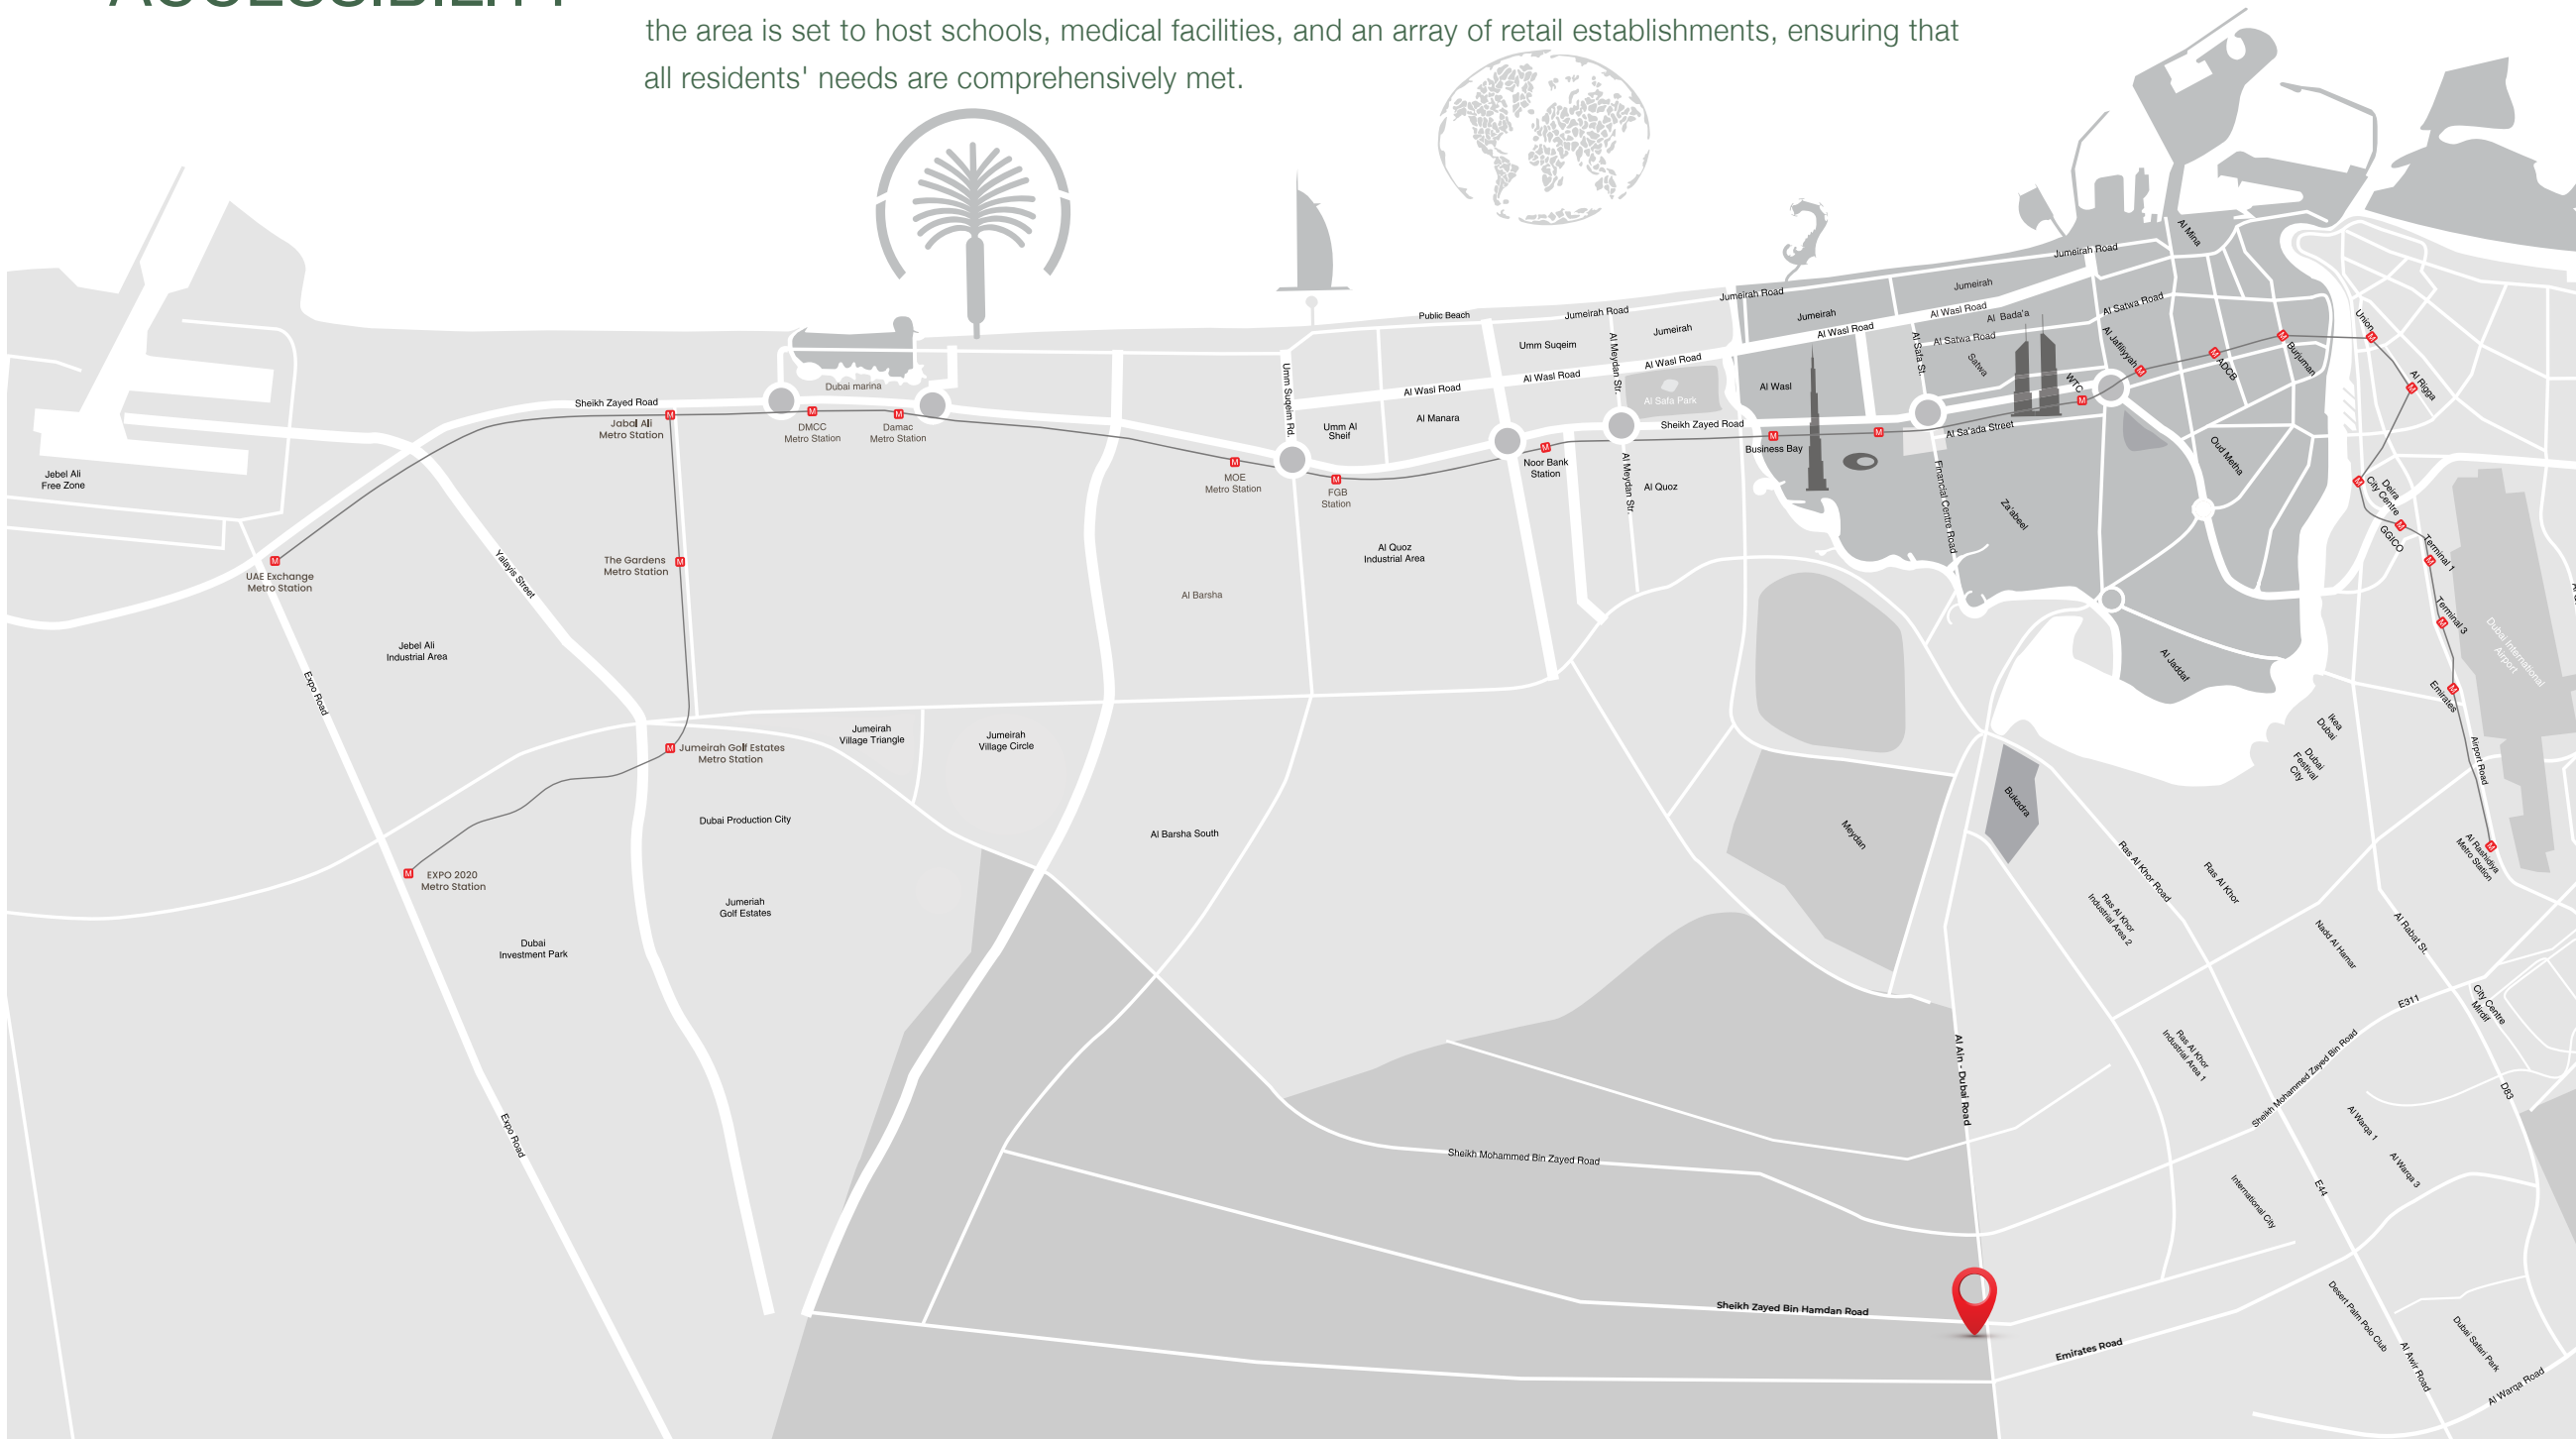 ACCESSIBILITY
the area is set to host schools, medical facilities, and an array of retail establishments, ensuring that
all residents' needs are comprehensively met.
Jebel Ali
Free Zone
UAE Exchange
Metro Station
Sheikh Zayed Road
Jabal Ali
Metro Station
Dubai marina
DMCC
Metro Station
Damac
Metro Station
The Gardens
Metro Station
Yalayis Street
Jebel Ali
Industrial Area
Expo Road
Jumeirah Golf Estates
Metro Station
EXPO 2020
Metro Station
Dubai
Investment Park
Expo Road
Dubai Production City
Jumeriah
Golf Estates
Jumeirah
Village Triangle
Jumeirah
Village Circle
Al Barsha South
Al Barsha
MOE
Metro Station
Umm Suqeim Rd.
FGB
Station
Umm Al
Sheif
Al Manara
Al Quoz
Industrial Area
Public Beach
Al Wasl Road
Umm Suqeim
Al Wasl Road
Noor Bank
Station
Jumeirah Road
Al Meydan Str.
Jumeirah
Al Wasl Road
Al Safa Park
Sheikh Zayed Road
Al Meydan Str.
Al Quoz
Jumeirah Road
Jumeirah
Al Wasl Road
Al Wasl
Business Bay
Jumeirah
Al Wasl Road
Al Safa St.
Al Bada'a
Al Satwa Road
Satwa
Al Sa'ada Street
Financial Centre Road
Za'abeel
WTC
Jumeirah Road
Al Mina
Al Satwa Road
Al Jafiliyyah
ADCB
Burjuman
Oud Metha
Al Jaddaf
Union
Al Rigga
Deira
City Centre
GGICO
Terminal 1
Terminal 3
Emirates
Dubai International
Airport
Airport Road
Al Rashidiya
Metro Station
Ikea
Dubai
Dubai
Festival
City
Meydan
Bukadra
Ras Al Khor Road
Ras Al Khor
Ras Al Khor
Industrial Area 2
Nadd Al Hamar
Al Rabat St.
E311
City Centre
Mirdif
Ras Al Khor
Industrial Area 1
Sheikh Mohammed Zayed Bin Road
D83
Al Warqa 1
Al Warqa 3
International City
E44
Al Ain - Dubai Road
Sheikh Mohammed Bin Zayed Road
Sheikh Zayed Bin Hamdan Road
Emirates Road
Desert Palm Polo Club
Al Awir Road
Dubai Safari Park
Al Warqa Road